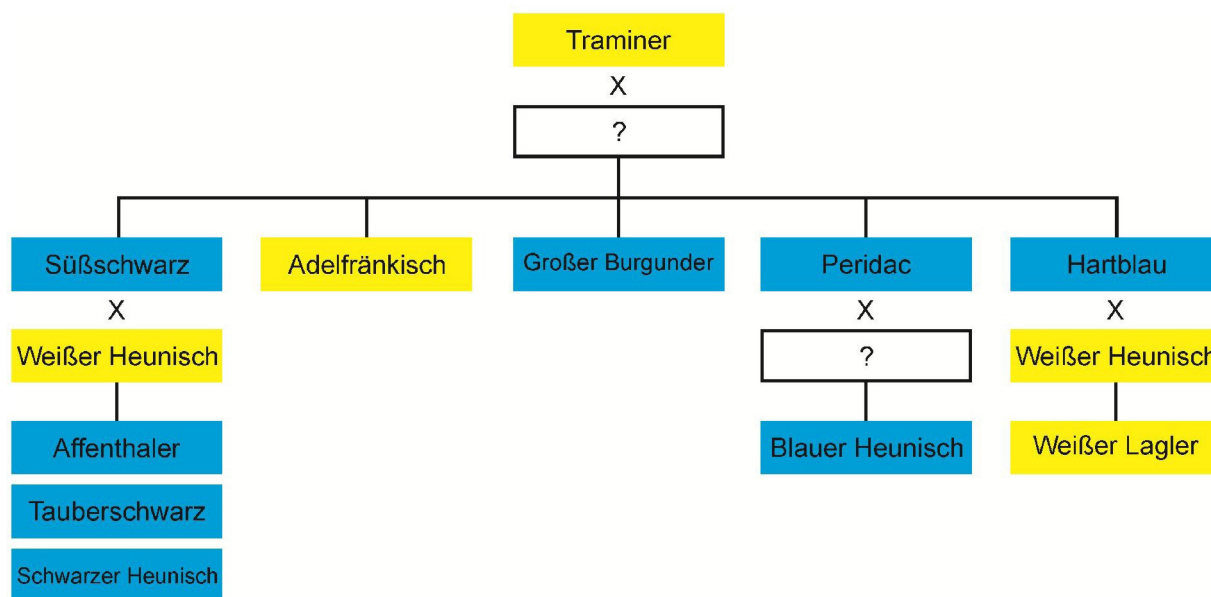 Traminer
X
?
Süßschwarz
Adelfränkisch
Großer Burgunder
Peridac
Hartblau
X
X
X
Weißer Heunisch
?
Weißer Heunisch
Affenthaler
Blauer Heunisch
Weißer Lagler
Tauberschwarz
Schwarzer Heunisch